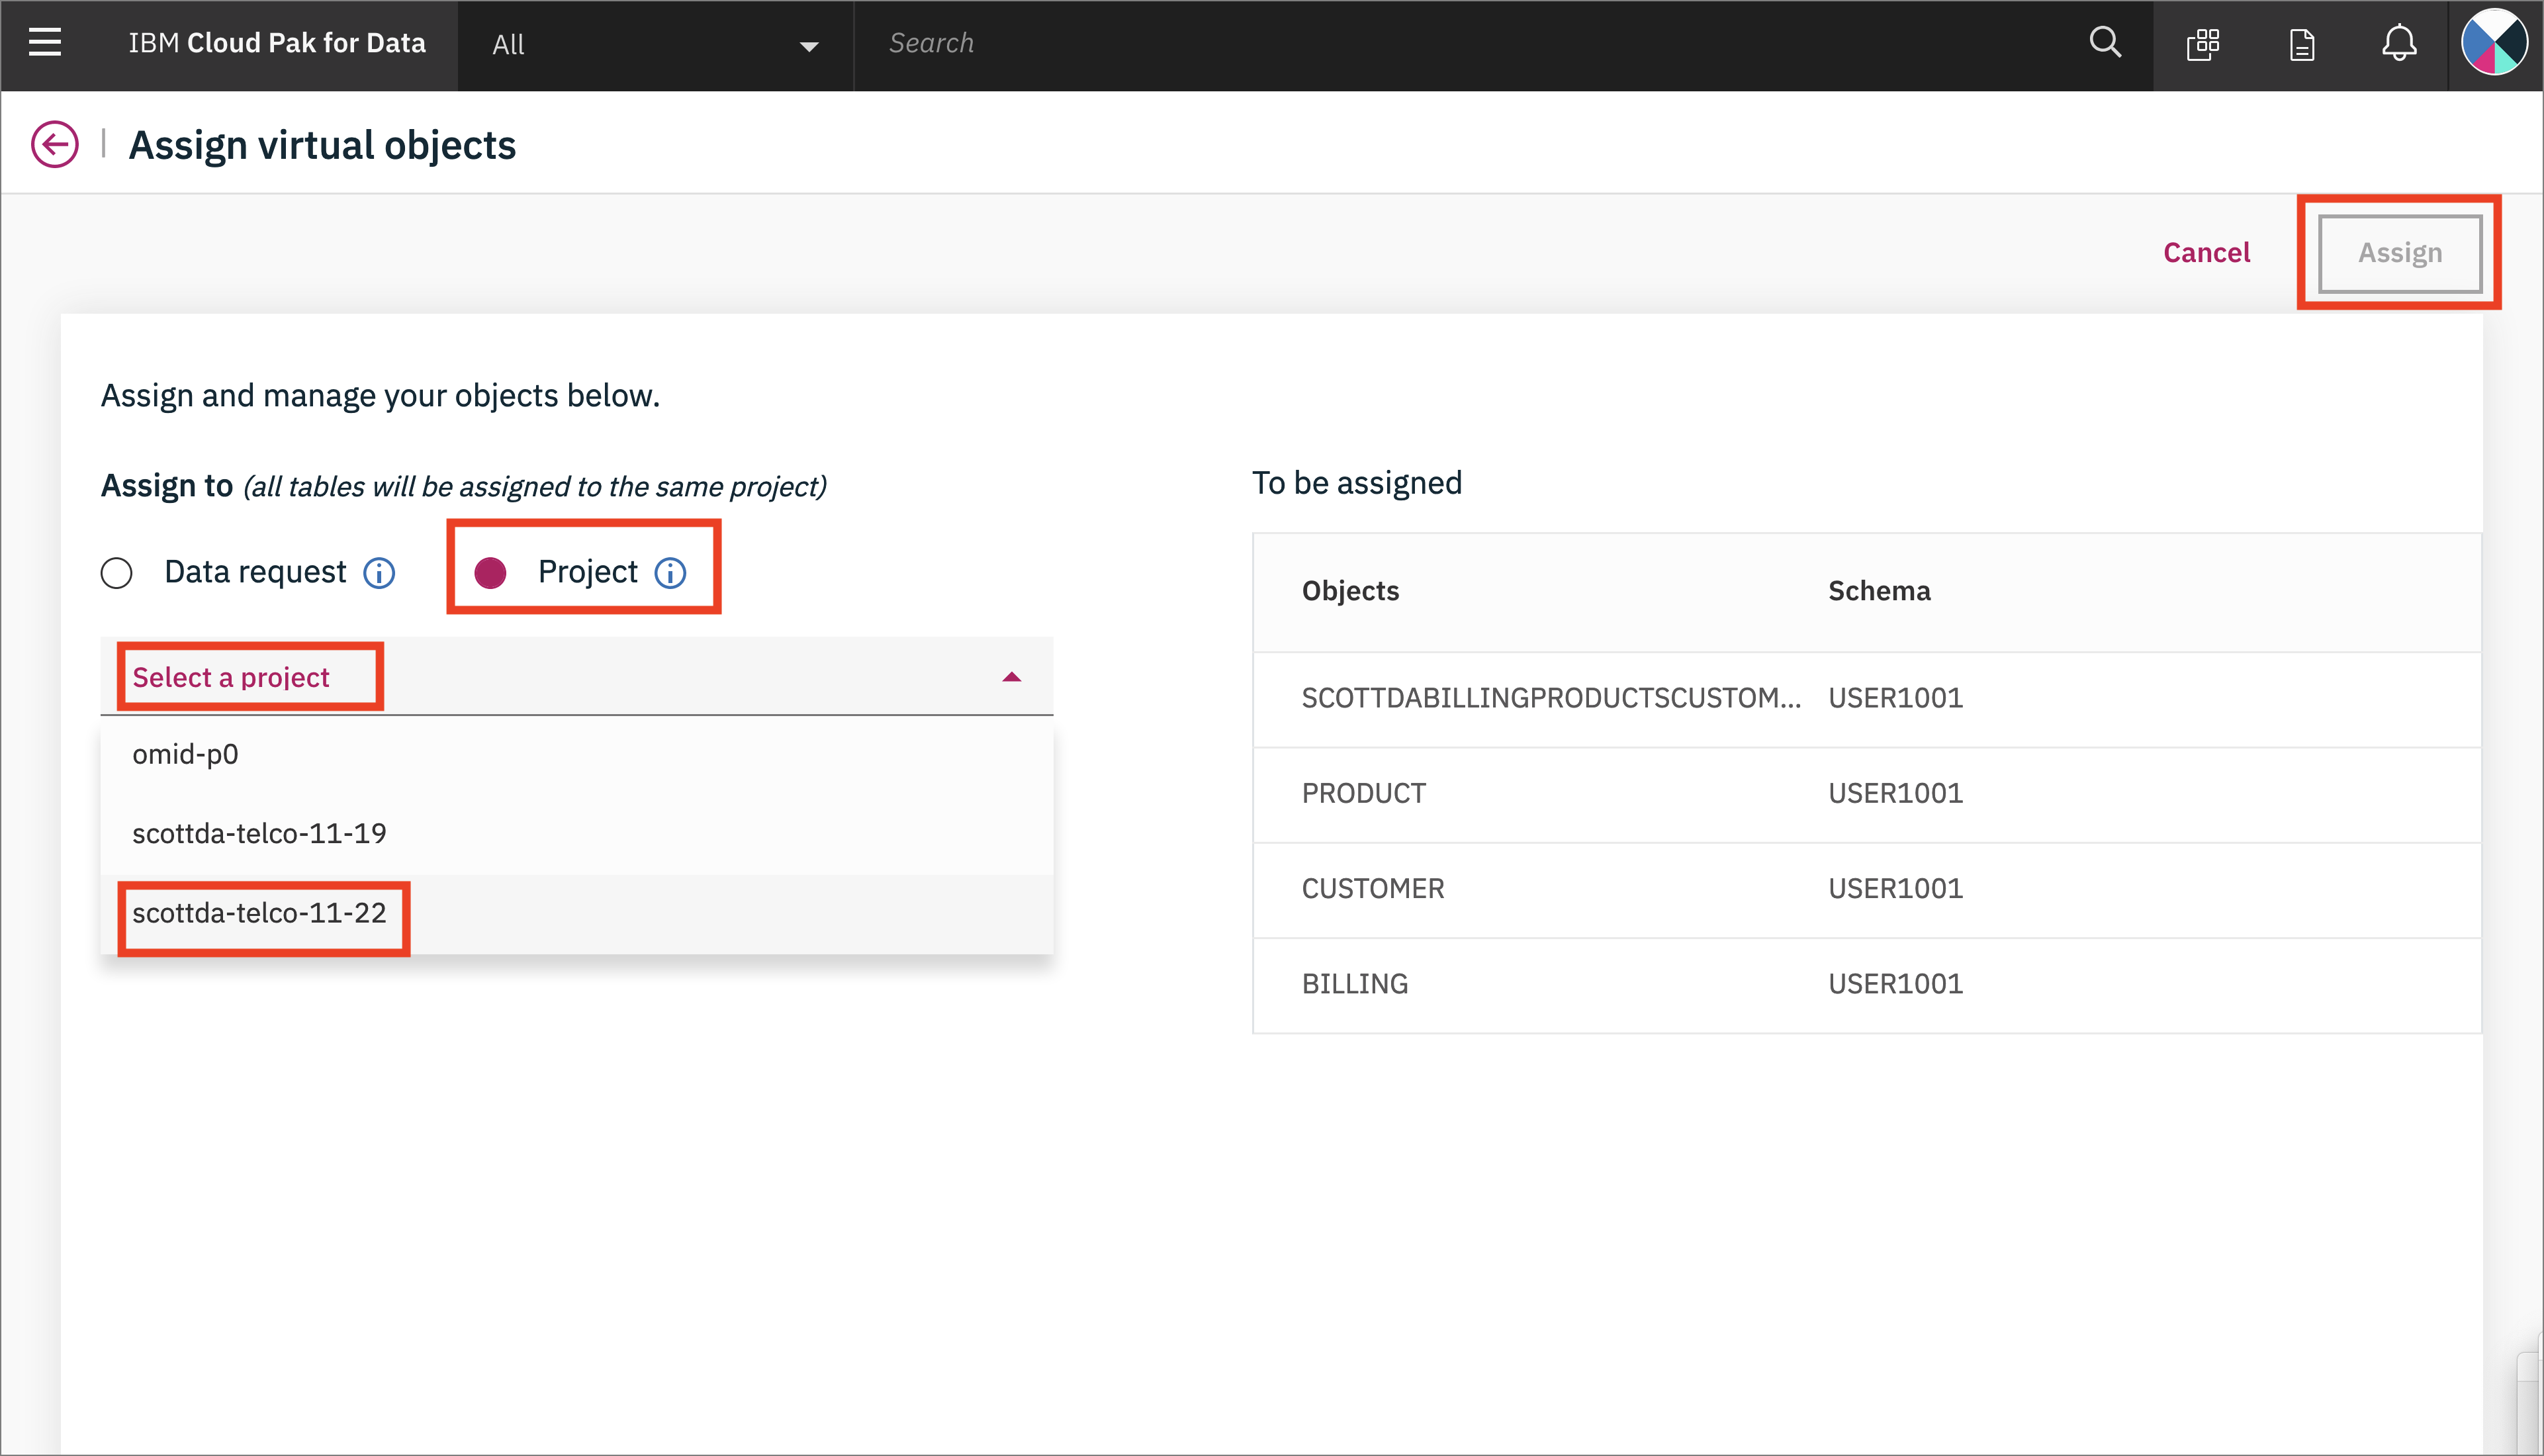 IBM Cloud Pak for Data
All
Search
Assign virtual objects
Cancel
Assign
Assign and manage your objects below.
Assign to (all tables will be assigned to the same project)
Data request
Project
Select a project
omid-p0
scottda-telco-11-19
scottda-telco-11-22
To be assigned
Objects Schema
SCOTTDABILLINGPRODUCTSCUSTOM... USER1001
PRODUCT USER1001
CUSTOMER USER1001
BILLING USER1001